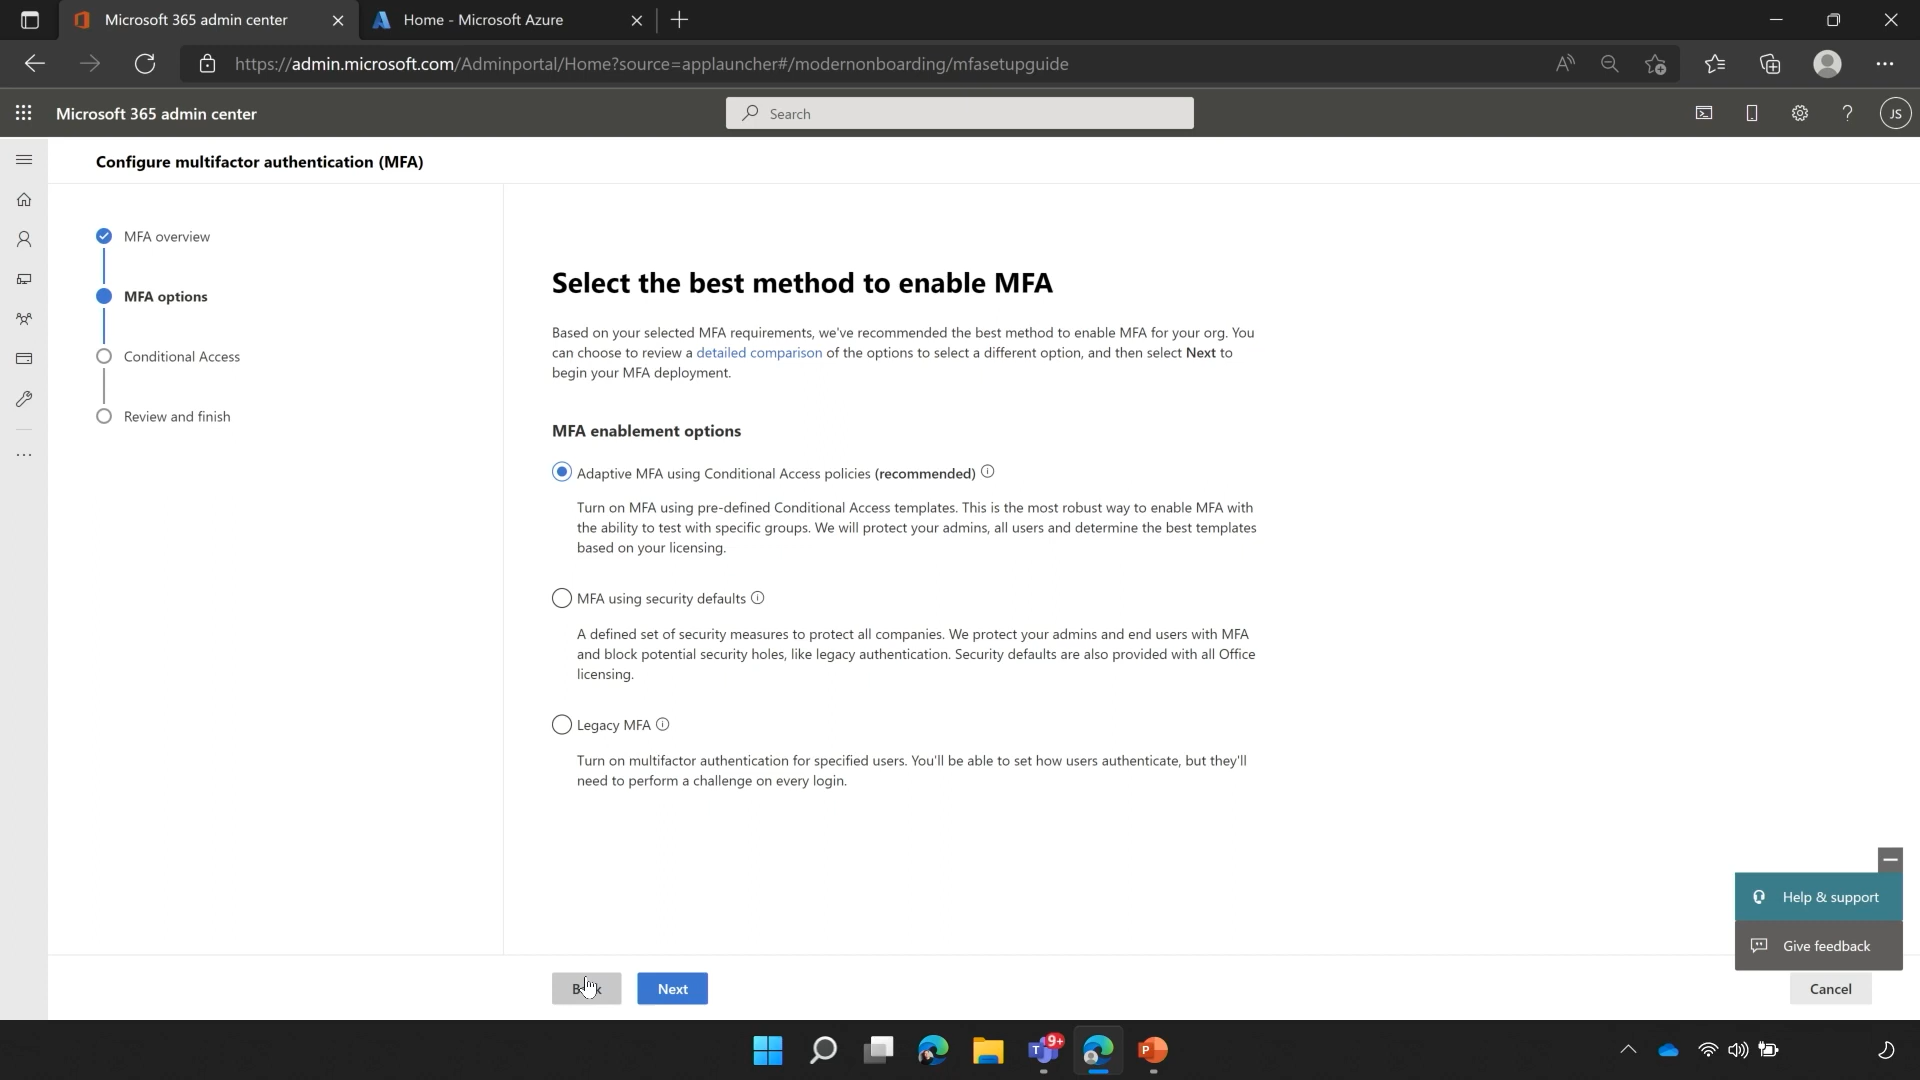 Microsoft 365 admin center
Home - Microsoft Azure
https://admin.microsoft.com/Adminportal/Home?source=applauncher#/modernonboarding/mfasetupguide
Microsoft 365 admin center
Search
JS
Configure multifactor authentication (MFA)
MFA overview
MFA options
Conditional Access
Review and finish
Select the best method to enable MFA
Based on your selected MFA requirements, we've recommended the best method to enable MFA for your org. You
can choose to review a detailed comparison of the options to select a different option, and then select Next to
begin your MFA deployment.
MFA enablement options
Adaptive MFA using Conditional Access policies (recommended)
Turn on MFA using pre-defined Conditional Access templates. This is the most robust way to enable MFA with
the ability to test with specific groups. We will protect your admins, all users and determine the best templates
based on your licensing.
MFA using security defaults
A defined set of security measures to protect all companies. We protect your admins and end users with MFA
and block potential security holes, like legacy authentication. Security defaults are also provided with all Office
licensing.
Legacy MFA
Turn on multifactor authentication for specified users. You'll be able to set how users authenticate, but they'll
need to perform a challenge on every login.
Help & support
Give feedback
Back
Next
Cancel
9+